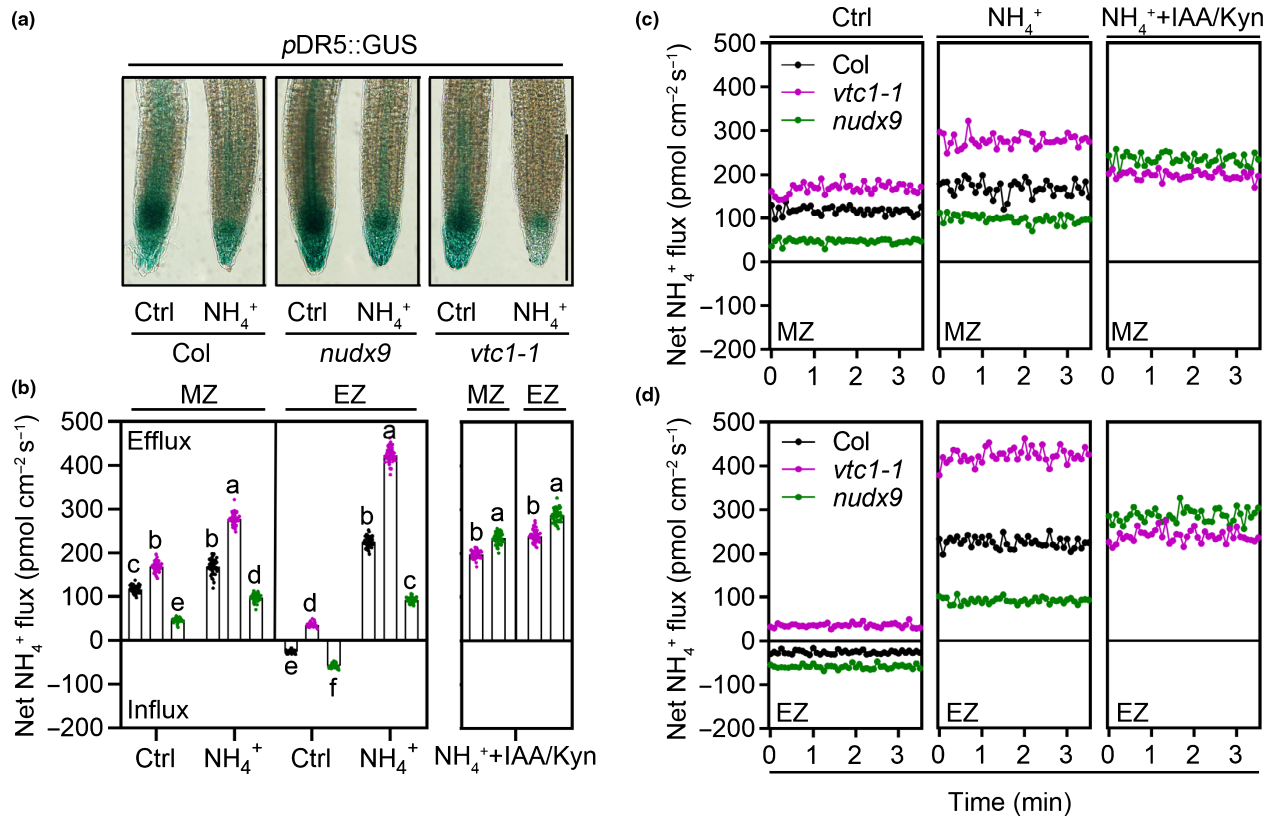 (a)
pDR5::GUS
Ctrl NH₄⁺ Ctrl NH₄⁺ Ctrl NH₄⁺
Col nudx9 vtc1-1
(b)
MZ EZ MZ EZ
Net NH₄⁺ flux (pmol cm⁻² s⁻¹)
500
400
300
200
100
0
−100
−200
Efflux
Influx
c b e b a d e d f b a c
b a b a
Ctrl NH₄⁺ Ctrl NH₄⁺ NH₄⁺+IAA/Kyn
(c)
Ctrl NH₄⁺ NH₄⁺+IAA/Kyn
Net NH₄⁺ flux (pmol cm⁻² s⁻¹)
500
400
300
200
100
0
−100
−200
Col
vtc1-1
nudx9
MZ MZ MZ
0 1 2 3 0 1 2 3 0 1 2 3
(d)
Net NH₄⁺ flux (pmol cm⁻² s⁻¹)
500
400
300
200
100
0
−100
−200
Col
vtc1-1
nudx9
EZ EZ EZ
0 1 2 3 0 1 2 3 0 1 2 3
Time (min)